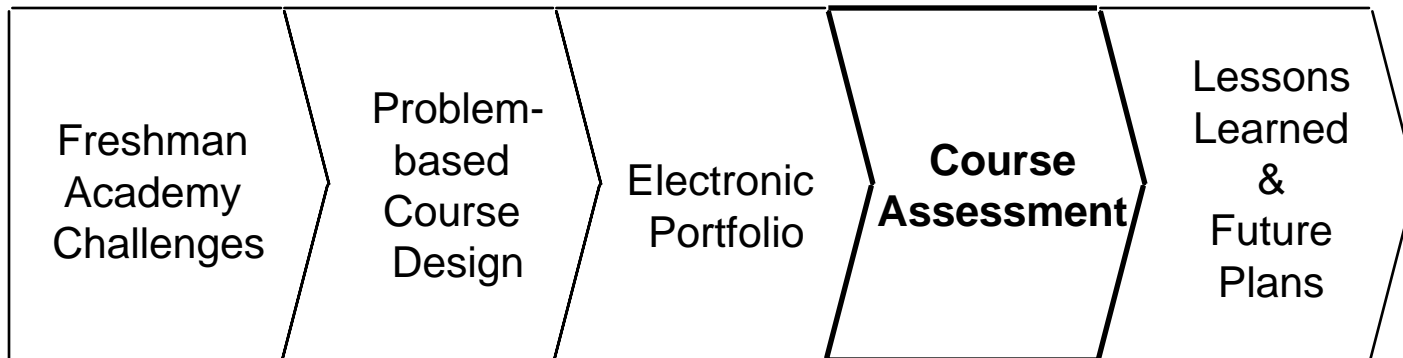 Freshman
Academy
Challenges
Problem-
based
Course
Design
Electronic
Portfolio
Course
Assessment
Lessons
Learned
&
Future
Plans